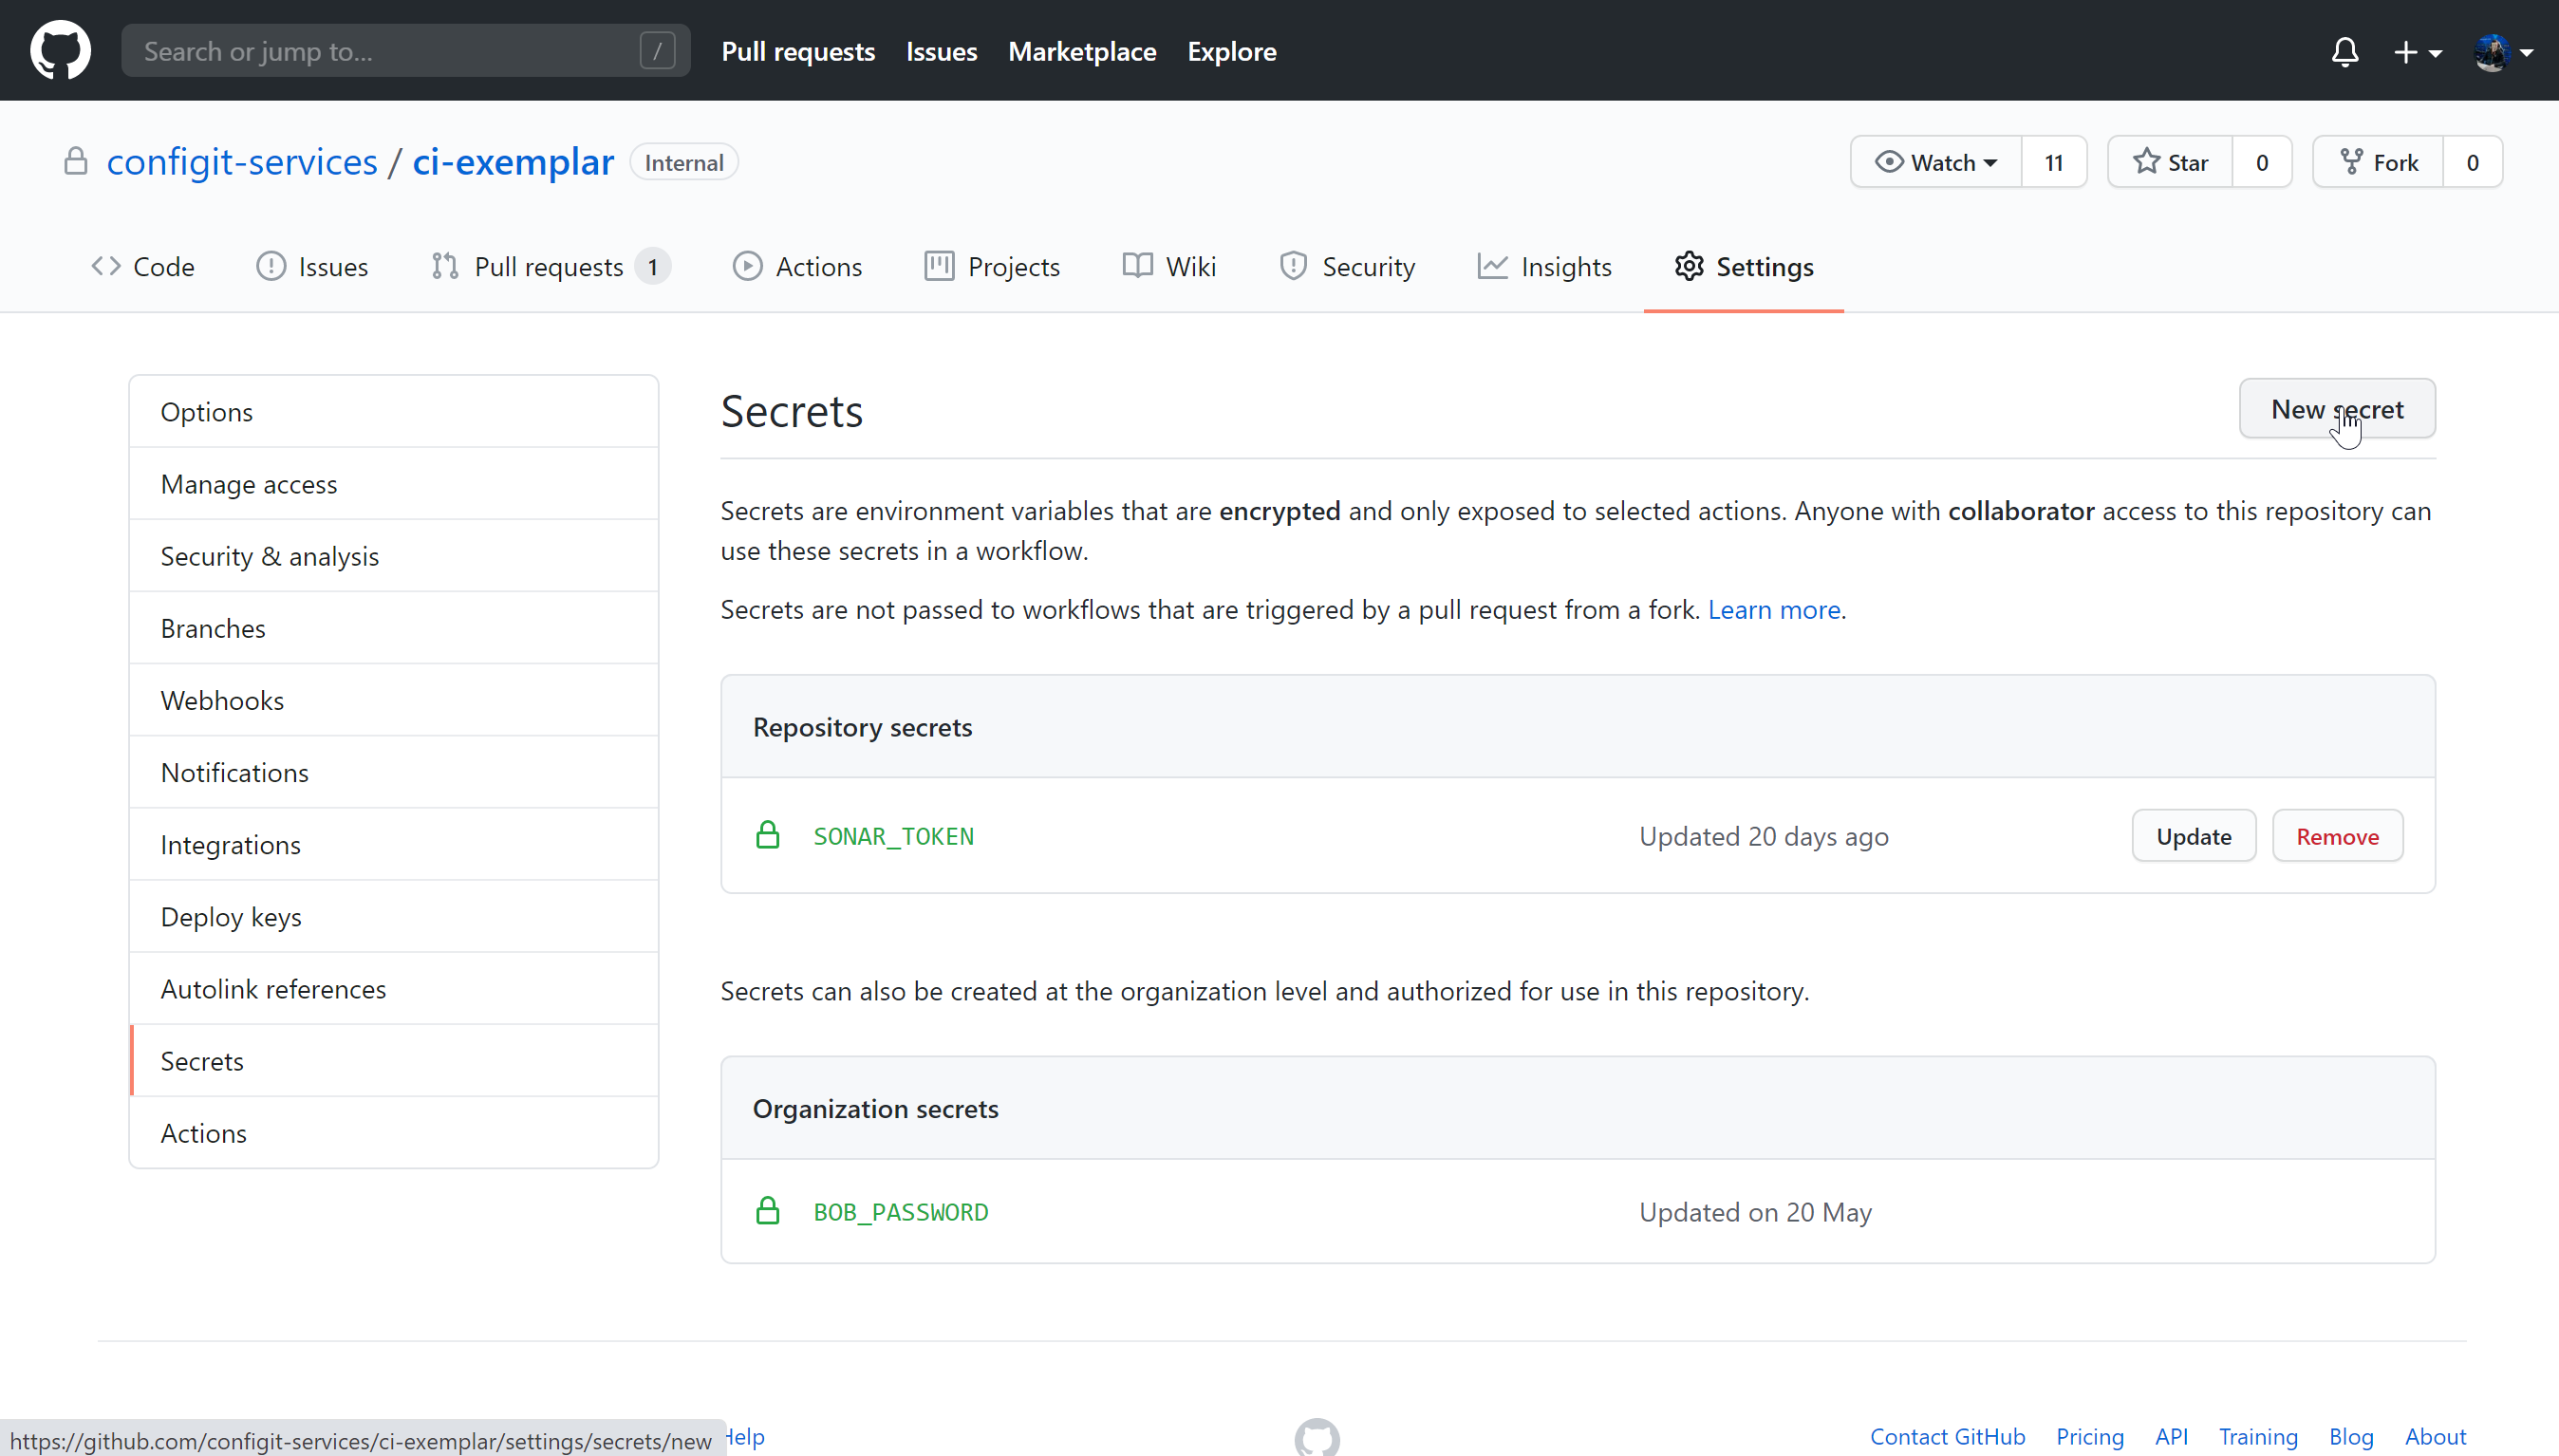 Search or jump to...
/
Pull requests
Issues
Marketplace
Explore
configit-services / ci-exemplar
Internal
Watch
11
Star
0
Fork
0
Code
Issues
Pull requests 1
Actions
Projects
Wiki
Security
Insights
Settings
Options
Manage access
Security & analysis
Branches
Webhooks
Notifications
Integrations
Deploy keys
Autolink references
Secrets
Actions
Secrets
New secret
Secrets are environment variables that are encrypted and only exposed to selected actions. Anyone with collaborator access to this repository can
use these secrets in a workflow.
Secrets are not passed to workflows that are triggered by a pull request from a fork. Learn more.
Repository secrets
SONAR_TOKEN
Updated 20 days ago
Update
Remove
Secrets can also be created at the organization level and authorized for use in this repository.
Organization secrets
BOB_PASSWORD
Updated on 20 May
https://github.com/configit-services/ci-exemplar/settings/secrets/new
Help
Contact GitHub
Pricing
API
Training
Blog
About